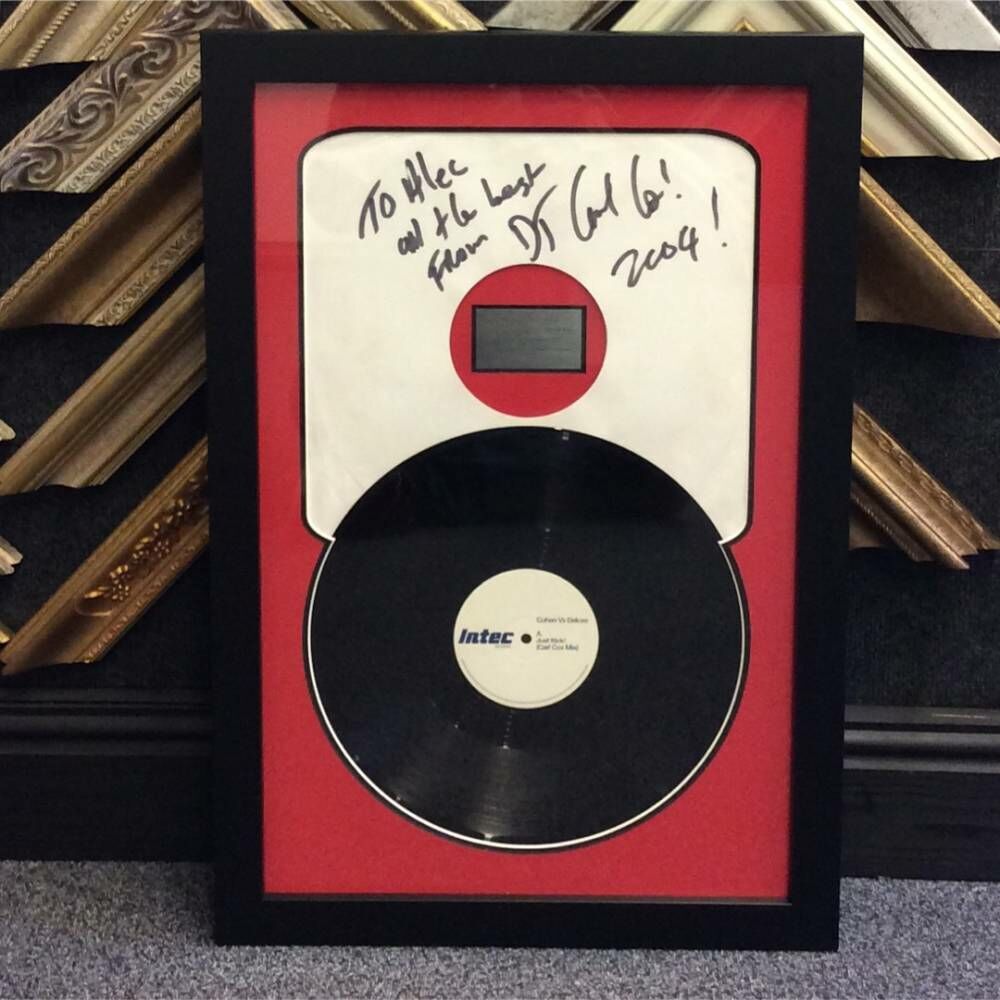 To Alec
all the best
From DJ Carl Cox!
2004!
Intec
Cohen Vs Deluxe
A.
Just Kick!
(Carl Cox Mix)